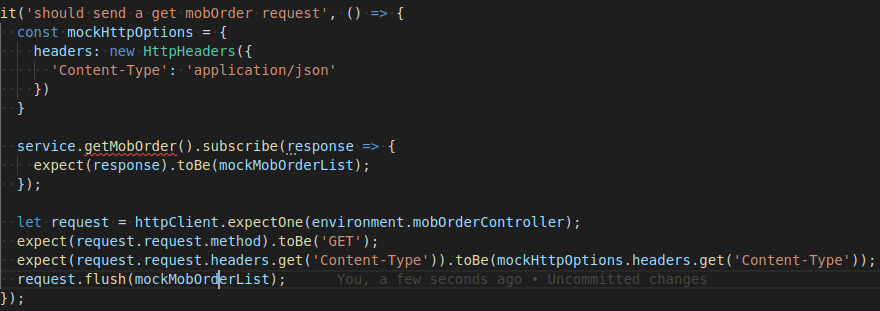 it('should send a get mobOrder request', () => {
const mockHttpOptions = {
headers: new HttpHeaders({
'Content-Type': 'application/json'
})
}
service.getMobOrder().subscribe(response => {
expect(response).toBe(mockMobOrderList);
});
let request = httpClient.expectOne(environment.mobOrderController);
expect(request.request.method).toBe('GET');
expect(request.request.headers.get('Content-Type')).toBe(mockHttpOptions.headers.get('Content-Type'));
request.flush(mockMobOrderList); You, a few seconds ago • Uncommitted changes
});